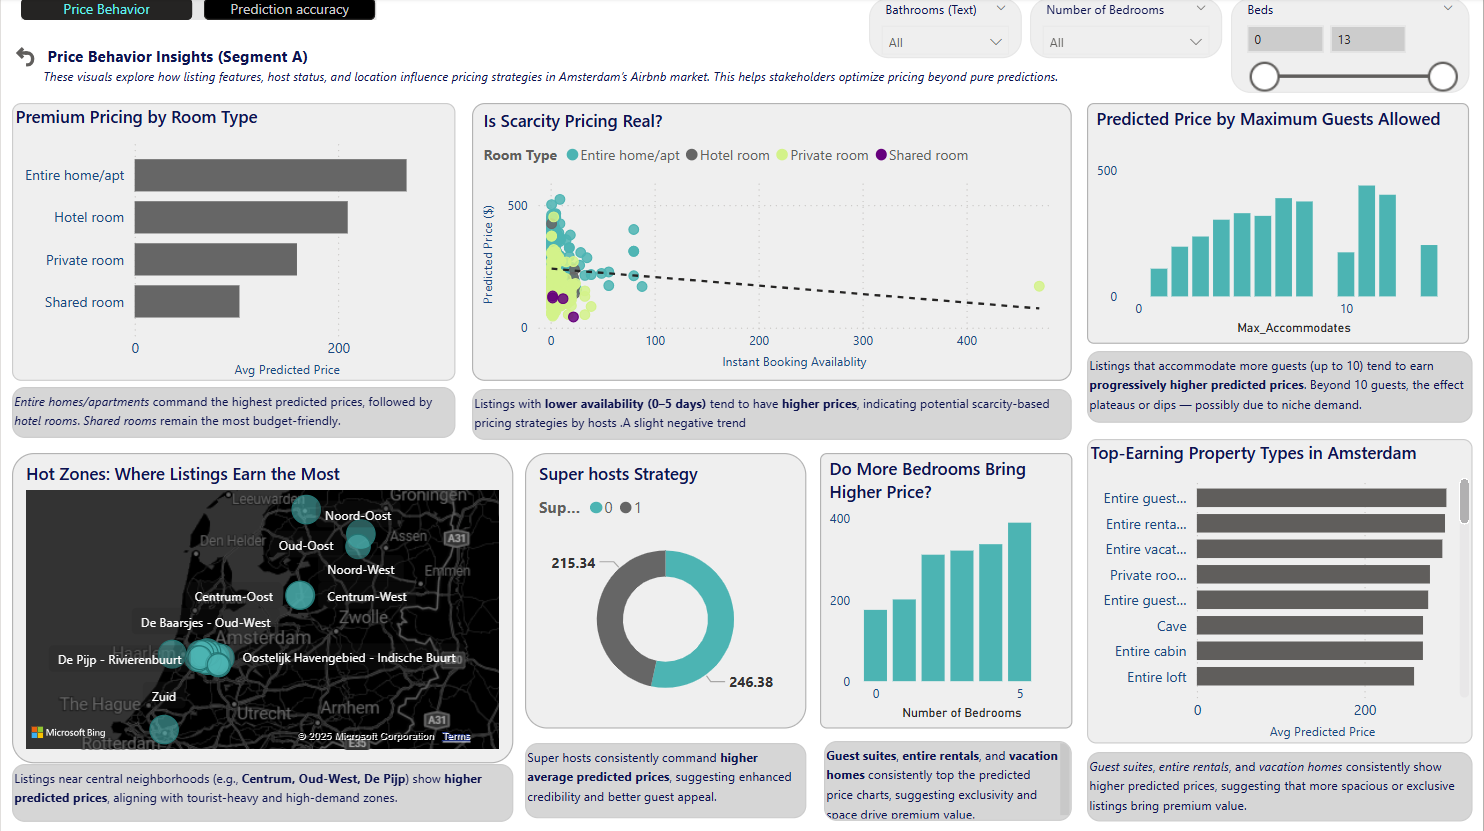 Price Behavior
Prediction accuracy
Bathrooms (Text)
All
Number of Bedrooms
All
Beds
0
13
Price Behavior Insights (Segment A)
These visuals explore how listing features, host status, and location influence pricing strategies in Amsterdam's Airbnb market. This helps stakeholders optimize pricing beyond pure predictions.
Premium Pricing by Room Type
Entire home/apt
Hotel room
Private room
Shared room
0
200
Avg Predicted Price
Entire homes/apartments command the highest predicted prices, followed by
hotel rooms. Shared rooms remain the most budget-friendly.
Is Scarcity Pricing Real?
Room Type
Entire home/apt
Hotel room
Private room
Shared room
Predicted Price ($)
500
0
0
100
200
300
400
Instant Booking Availablity
Listings with lower availability (0–5 days) tend to have higher prices, indicating potential scarcity-based
pricing strategies by hosts .A slight negative trend
Predicted Price by Maximum Guests Allowed
500
0
0
10
Max_Accommodates
Listings that accommodate more guests (up to 10) tend to earn
progressively higher predicted prices. Beyond 10 guests, the effect
plateaus or dips — possibly due to niche demand.
Hot Zones: Where Listings Earn the Most
Leeuwarden
Groningen
Noord-Oost
Den Helder
Oud-Oost
Assen
A31
Noord-West
Emmen
Centrum-Oost
Centrum-West
Zwolle
De Baarsjes - Oud-West
Amsterdam
Haarlem
De Pijp - Rivierenbuurt
Oostelijk Havengebied - Indische Buurt
Zuid
The Hague
Utrecht
Arnhem
A31
Microsoft Bing
Rotterdam
E35
© 2025 Microsoft Corporation
Terms
Listings near central neighborhoods (e.g., Centrum, Oud-West, De Pijp) show higher
predicted prices, aligning with tourist-heavy and high-demand zones.
Super hosts Strategy
Sup...
0
1
215.34
246.38
Super hosts consistently command higher
average predicted prices, suggesting enhanced
credibility and better guest appeal.
Do More Bedrooms Bring
Higher Price?
400
200
0
0
5
Number of Bedrooms
Guest suites, entire rentals, and vacation
homes consistently top the predicted
price charts, suggesting exclusivity and
space drive premium value.
Top-Earning Property Types in Amsterdam
Entire guest...
Entire renta...
Entire vacat...
Private roo...
Entire guest...
Cave
Entire cabin
Entire loft
0
200
Avg Predicted Price
Guest suites, entire rentals, and vacation homes consistently show
higher predicted prices, suggesting that more spacious or exclusive
listings bring premium value.